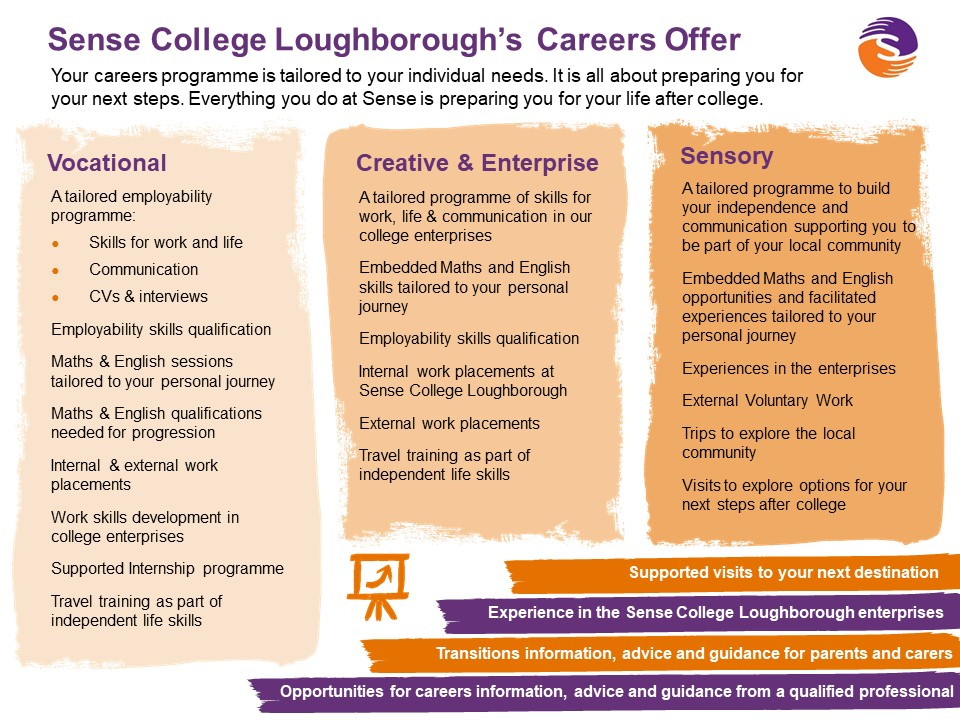 Sense College Loughborough's Careers Offer
Your careers programme is tailored to your individual needs. It is all about preparing you for
your next steps. Everything you do at Sense is preparing you for your life after college.
Vocational
A tailored employability
programme:
● Skills for work and life
● Communication
● CVs & interviews
Employability skills qualification
Maths & English sessions
tailored to your personal journey
Maths & English qualifications
needed for progression
Internal & external work
placements
Work skills development in
college enterprises
Supported Internship programme
Travel training as part of
independent life skills
Creative & Enterprise
A tailored programme of skills for
work, life & communication in our
college enterprises
Embedded Maths and English
skills tailored to your personal
journey
Employability skills qualification
Internal work placements at
Sense College Loughborough
External work placements
Travel training as part of
independent life skills
Sensory
A tailored programme to build
your independence and
communication supporting you to
be part of your local community
Embedded Maths and English
opportunities and facilitated
experiences tailored to your
personal journey
Experiences in the enterprises
External Voluntary Work
Trips to explore the local
community
Visits to explore options for your
next steps after college
Supported visits to your next destination
Experience in the Sense College Loughborough enterprises
Transitions information, advice and guidance for parents and carers
Opportunities for careers information, advice and guidance from a qualified professional